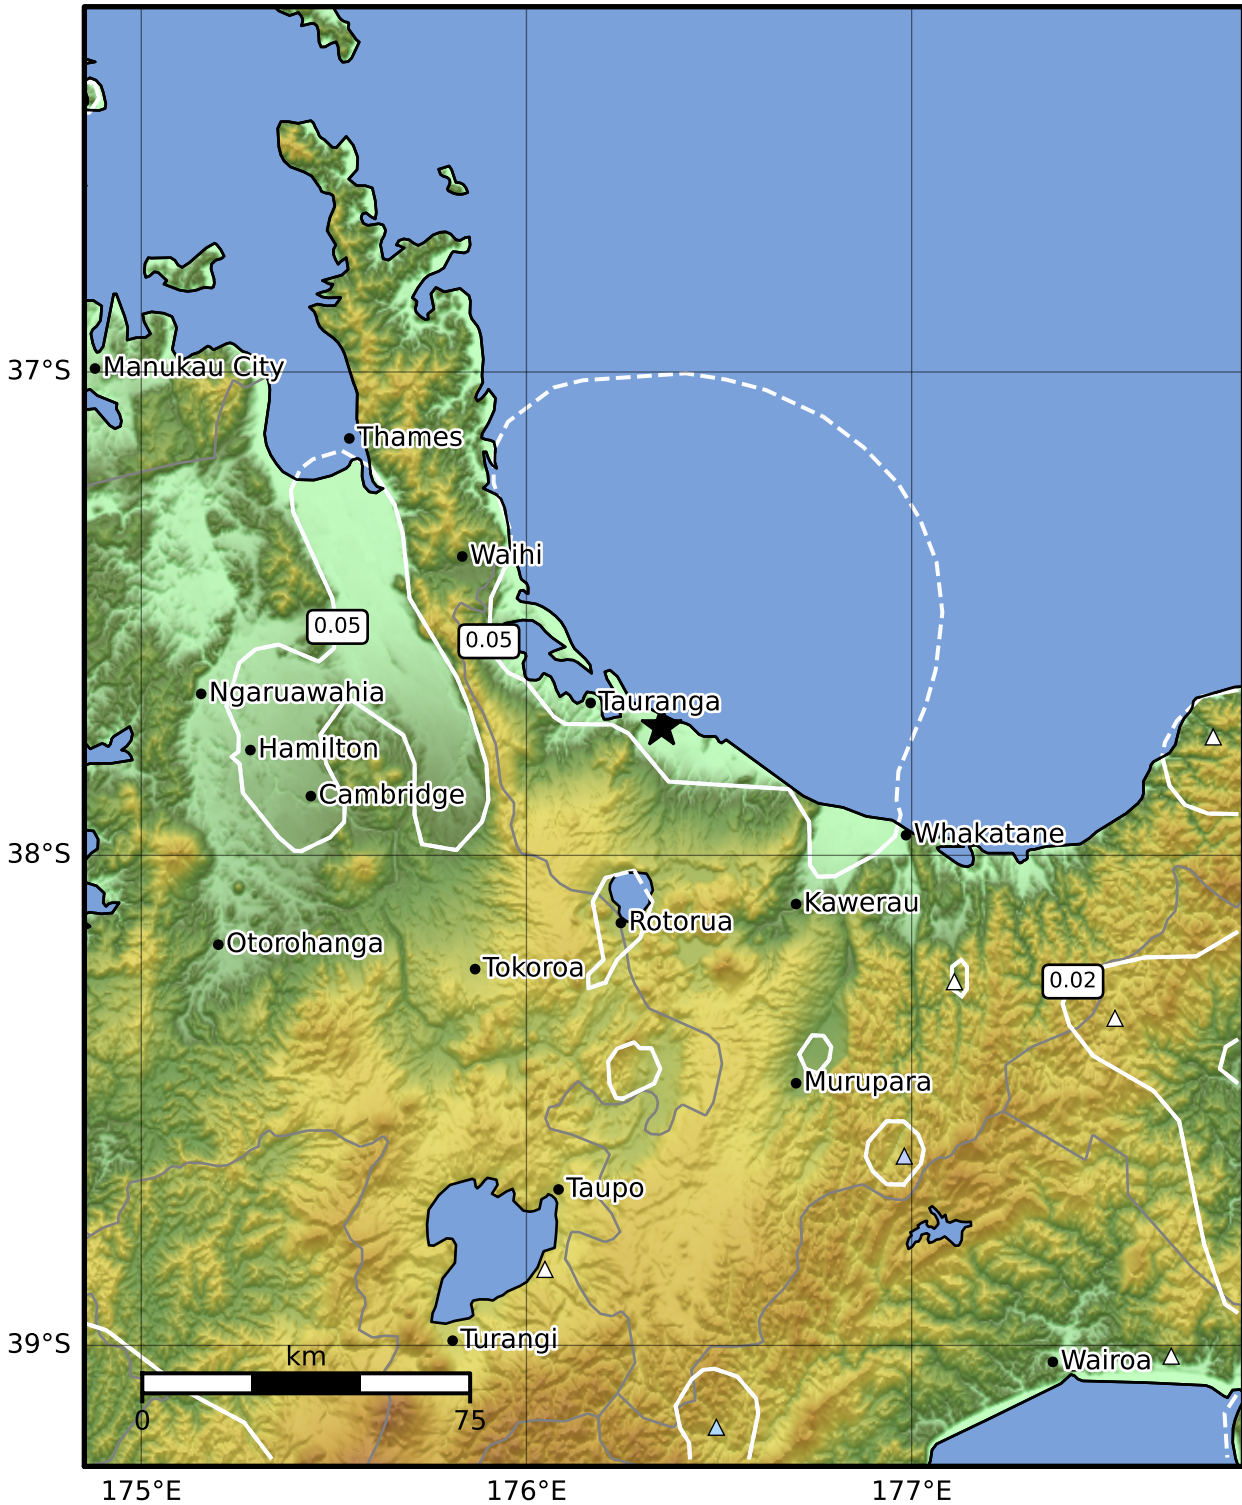 37°S
Manukau City
Thames
Waihi
0.05
0.05
Ngaruawahia
Tauranga
Hamilton
Cambridge
38°S
Whakatane
Kawerau
Rotorua
Otorohanga
Tokoroa
0.02
Murupara
Taupo
39°S
Turangi
km
Wairoa
0
75
175°E
176°E
177°E